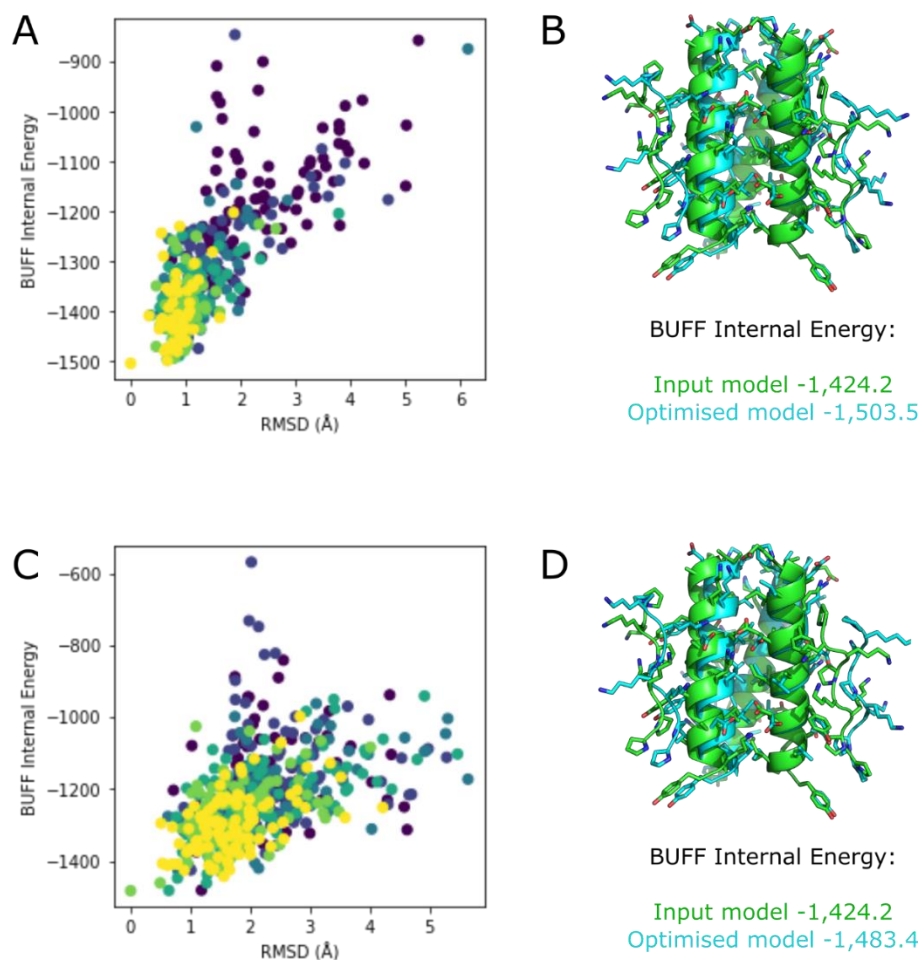 A
BUFF Internal Energy
−900
−1000
−1100
−1200
−1300
−1400
−1500
0 1 2 3 4 5 6
RMSD (Å)
B
BUFF Internal Energy:
Input model -1,424.2
Optimised model -1,503.5
C
BUFF Internal Energy
−600
−800
−1000
−1200
−1400
0 1 2 3 4 5
RMSD (Å)
D
BUFF Internal Energy:
Input model -1,424.2
Optimised model -1,483.4